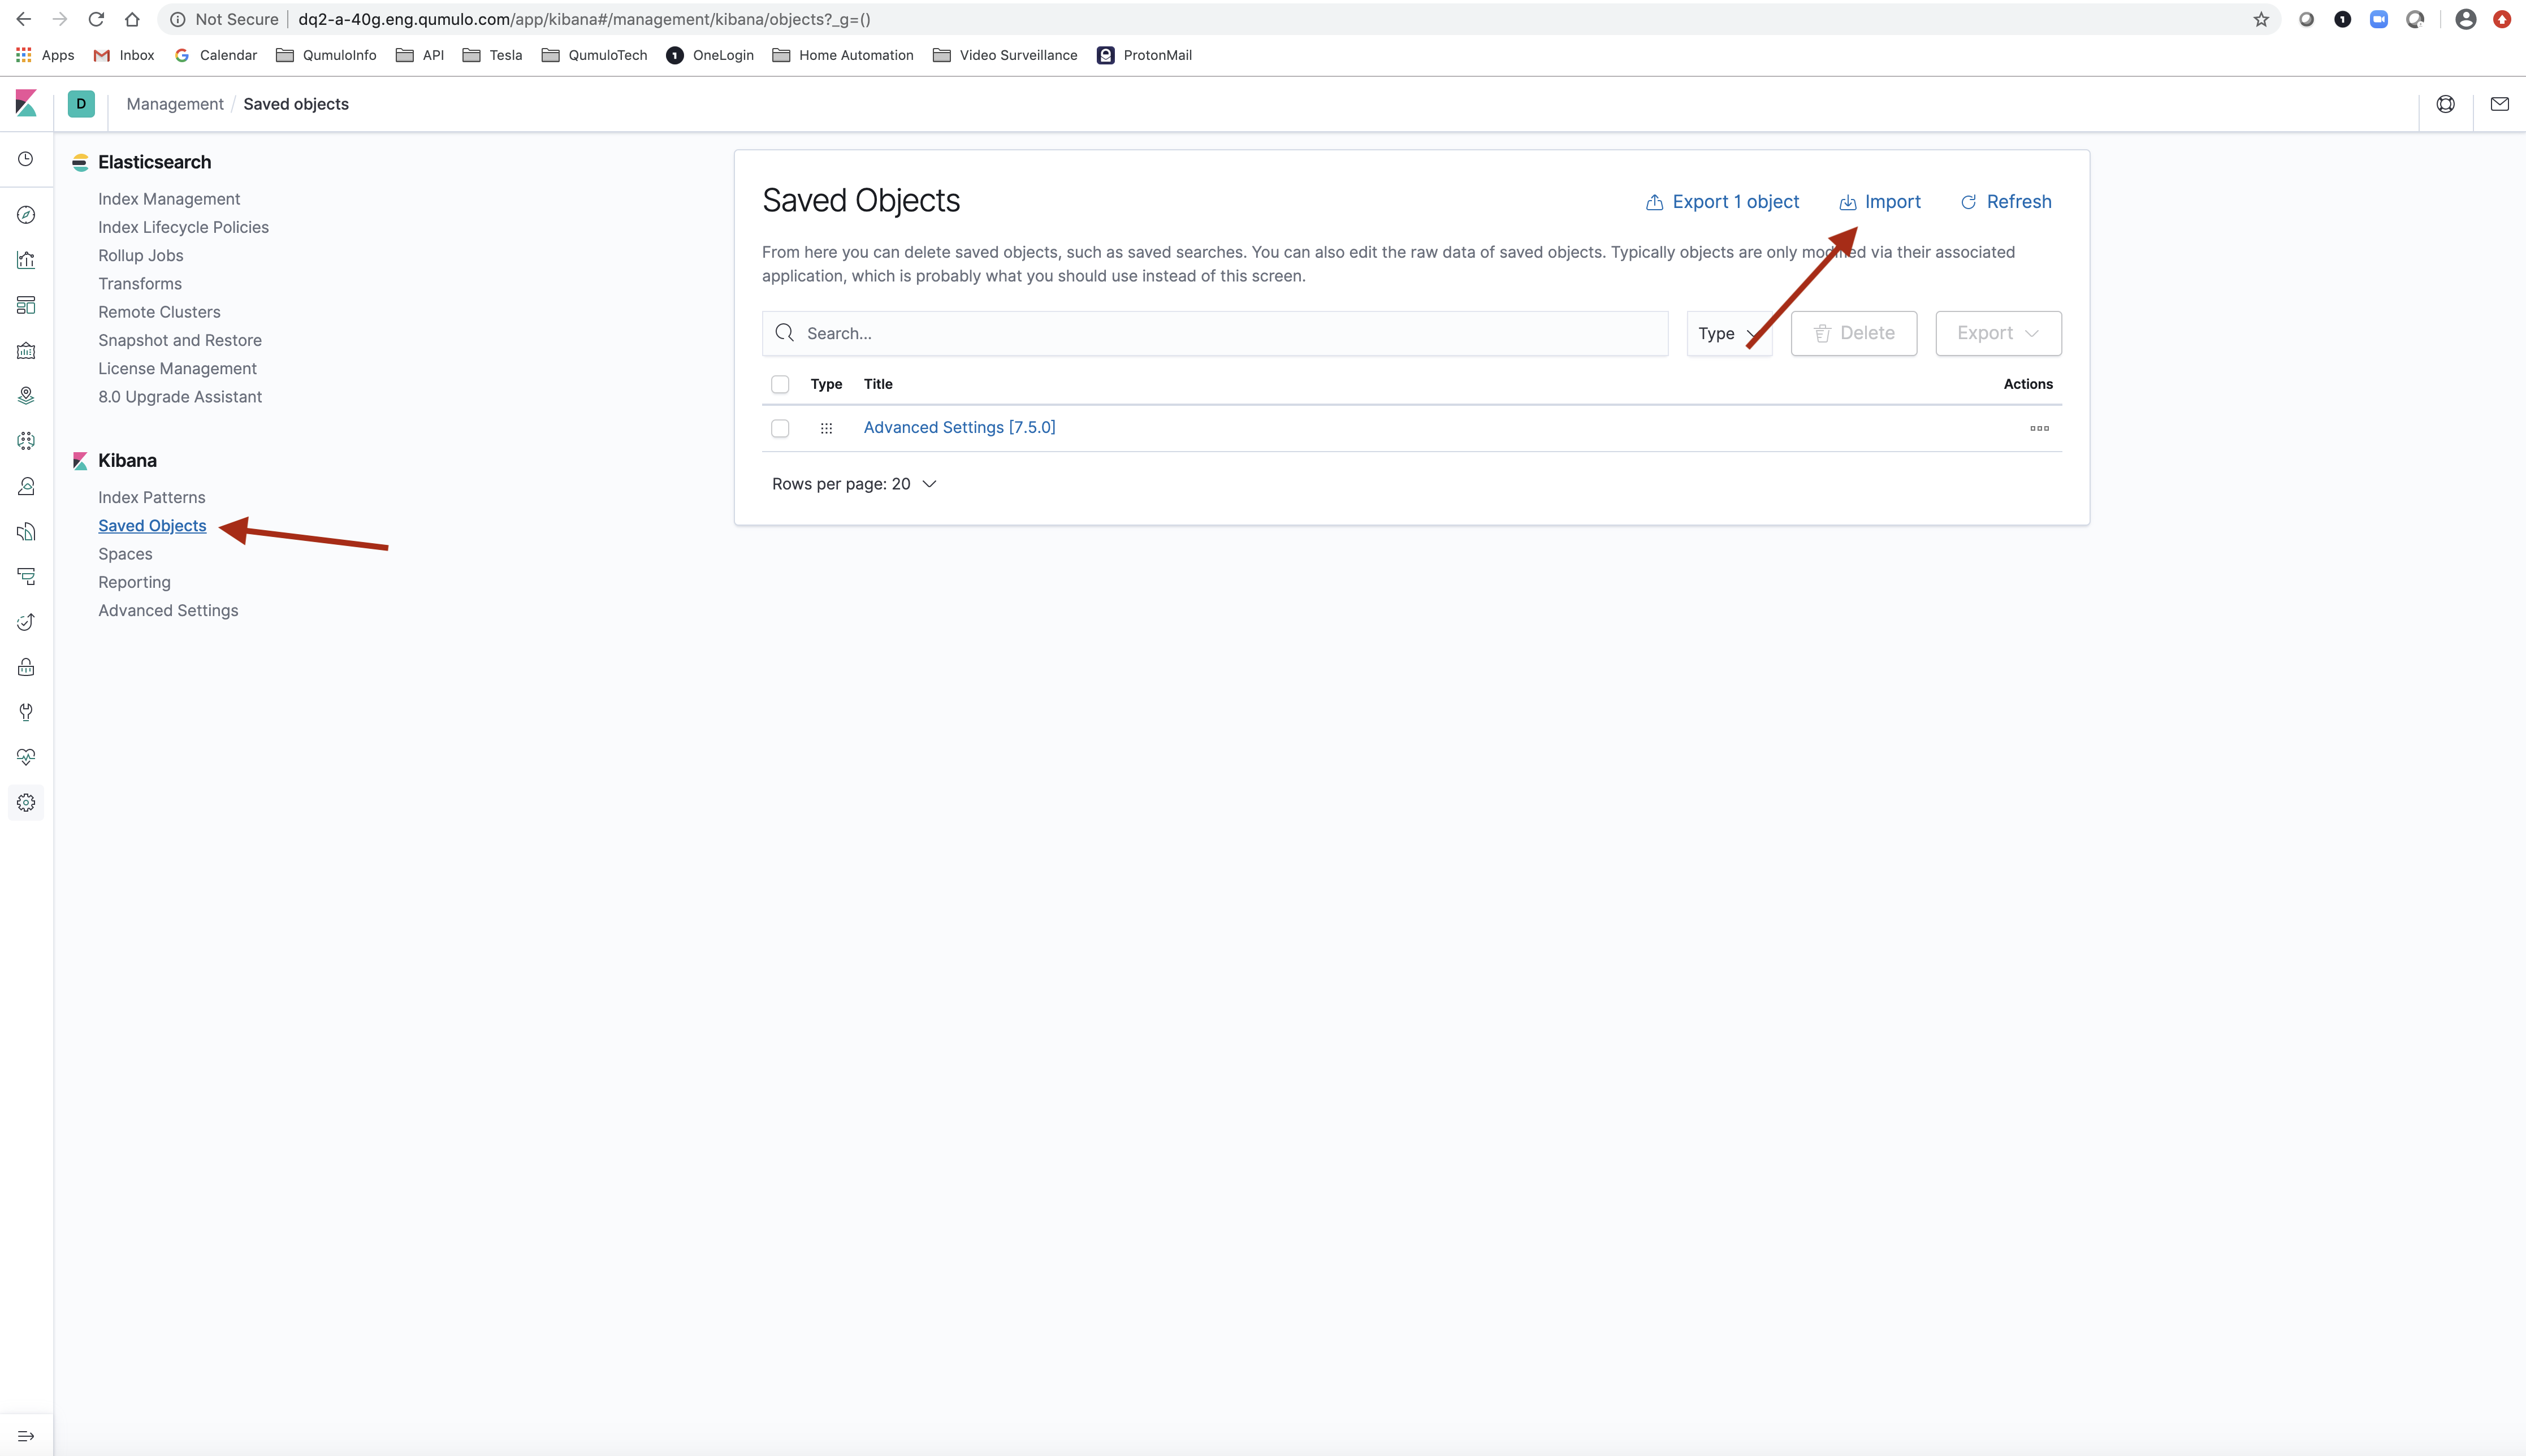 Not Secure | dq2-a-40g.eng.qumulo.com/app/kibana#/management/kibana/objects?_g=()
Apps Inbox Calendar QumuloInfo API Tesla QumuloTech OneLogin Home Automation Video Surveillance ProtonMail
D Management / Saved objects
Elasticsearch
Index Management
Index Lifecycle Policies
Rollup Jobs
Transforms
Remote Clusters
Snapshot and Restore
License Management
8.0 Upgrade Assistant
Kibana
Index Patterns
Saved Objects
Spaces
Reporting
Advanced Settings
Saved Objects
Export 1 object Import Refresh
From here you can delete saved objects, such as saved searches. You can also edit the raw data of saved objects. Typically objects are only modified via their associated
application, which is probably what you should use instead of this screen.
Search... Type Delete Export
Type Title Actions
Advanced Settings [7.5.0]
Rows per page: 20